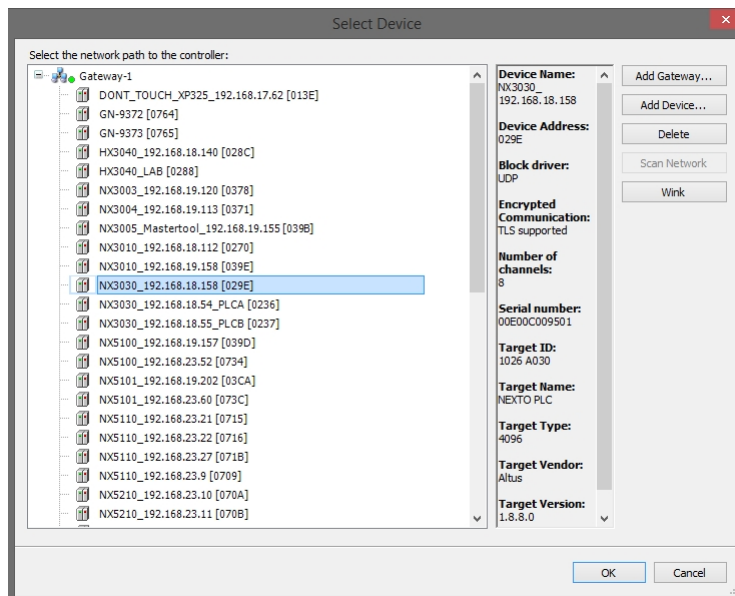 Select Device
Select the network path to the controller:
Gateway-1
DONT_TOUCH_XP325_192.168.17.62 [013E]
GN-9372 [0764]
GN-9373 [0765]
HX3040_192.168.18.140 [028C]
HX3040_LAB [0288]
NX3003_192.168.19.120 [0378]
NX3004_192.168.19.113 [0371]
NX3005_Mastertool_192.168.19.155 [039B]
NX3010_192.168.18.112 [0270]
NX3010_192.168.19.158 [039E]
NX3030_192.168.18.158 [029E]
NX3030_192.168.18.54_PLCA [0236]
NX3030_192.168.18.55_PLCB [0237]
NX5100_192.168.19.157 [039D]
NX5100_192.168.23.52 [0734]
NX5101_192.168.19.202 [03CA]
NX5101_192.168.23.60 [073C]
NX5110_192.168.23.21 [0715]
NX5110_192.168.23.22 [0716]
NX5110_192.168.23.27 [071B]
NX5110_192.168.23.9 [0709]
NX5210_192.168.23.10 [070A]
NX5210_192.168.23.11 [070B]
Device Name:
NX3030_
192.168.18.158
Device Address:
029E
Block driver:
UDP
Encrypted
Communication:
TLS supported
Number of
channels:
8
Serial number:
00E00C009501
Target ID:
1026 A030
Target Name:
NEXTO PLC
Target Type:
4096
Target Vendor:
Altus
Target Version:
1.8.8.0
Add Gateway...
Add Device...
Delete
Scan Network
Wink
OK
Cancel